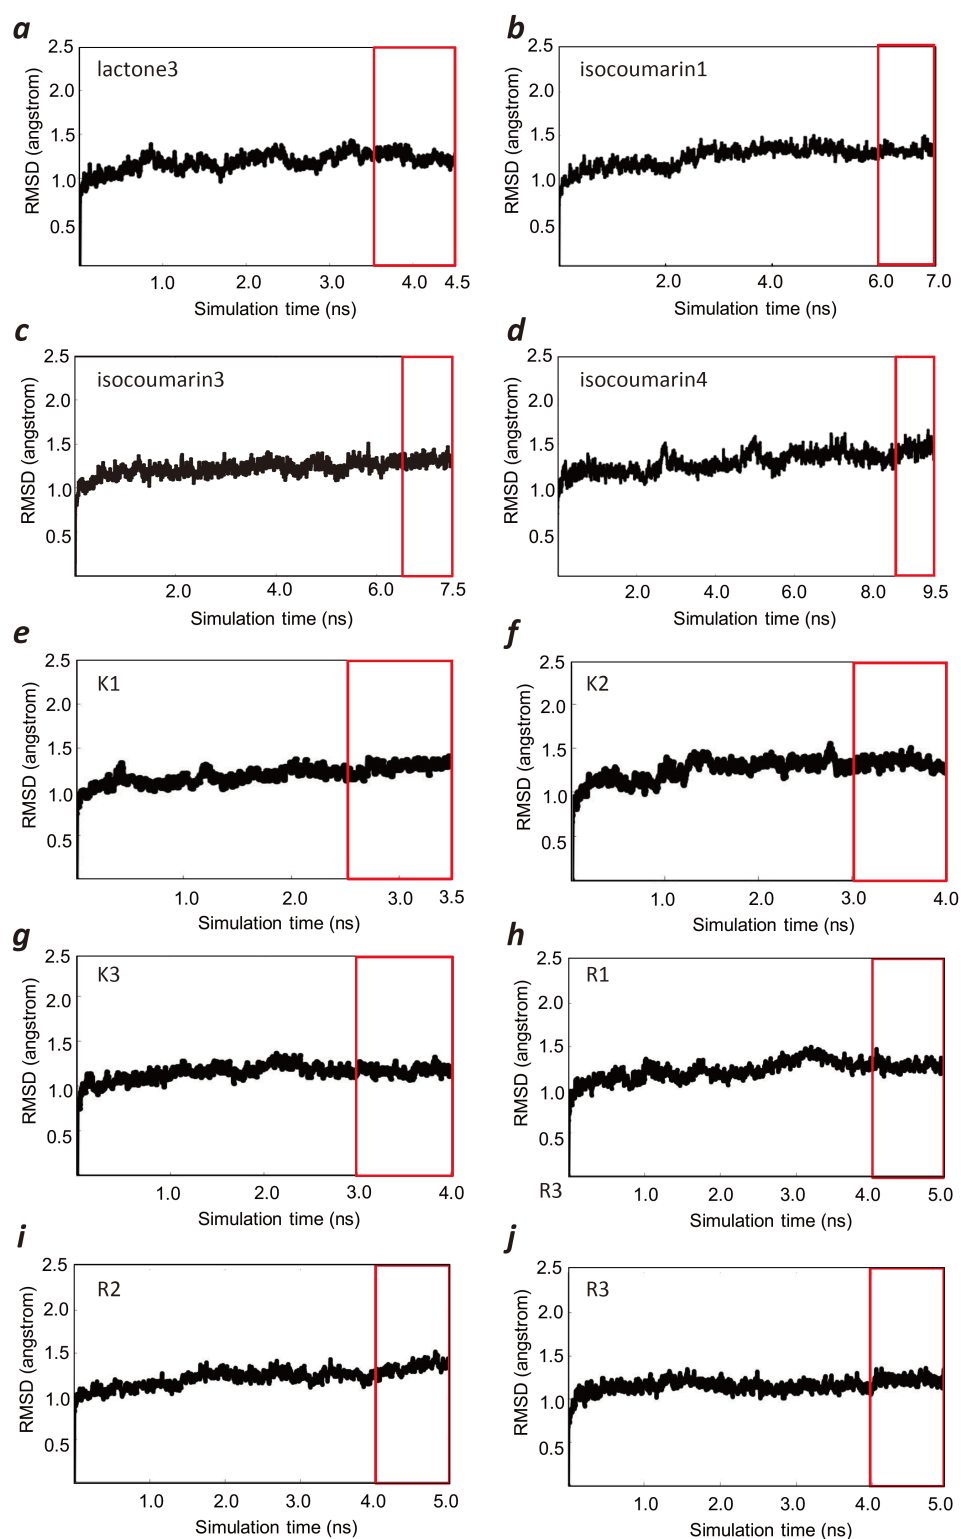 a
2.5
lactone3
2.0
1.5
1.0
0.5
RMSD (angstrom)
1.0 2.0 3.0 4.0 4.5
Simulation time (ns)
b
2.5
isocoumarin1
2.0
1.5
1.0
0.5
RMSD (angstrom)
2.0 4.0 6.0 7.0
Simulation time (ns)
c
2.5
isocoumarin3
2.0
1.5
1.0
0.5
RMSD (angstrom)
2.0 4.0 6.0 7.5
Simulation time (ns)
d
2.5
isocoumarin4
2.0
1.5
1.0
0.5
RMSD (angstrom)
2.0 4.0 6.0 8.0 9.5
Simulation time (ns)
e
2.5
K1
2.0
1.5
1.0
0.5
RMSD (angstrom)
1.0 2.0 3.0 3.5
Simulation time (ns)
f
2.5
K2
2.0
1.5
1.0
0.5
RMSD (angstrom)
1.0 2.0 3.0 4.0
Simulation time (ns)
g
2.5
K3
2.0
1.5
1.0
0.5
RMSD (angstrom)
1.0 2.0 3.0 4.0
Simulation time (ns)
h
2.5
R1
2.0
1.5
1.0
0.5
RMSD (angstrom)
R3 1.0 2.0 3.0 4.0 5.0
Simulation time (ns)
i
2.5
R2
2.0
1.5
1.0
0.5
RMSD (angstrom)
1.0 2.0 3.0 4.0 5.0
Simulation time (ns)
j
2.5
R3
2.0
1.5
1.0
0.5
RMSD (angstrom)
1.0 2.0 3.0 4.0 5.0
Simulation time (ns)